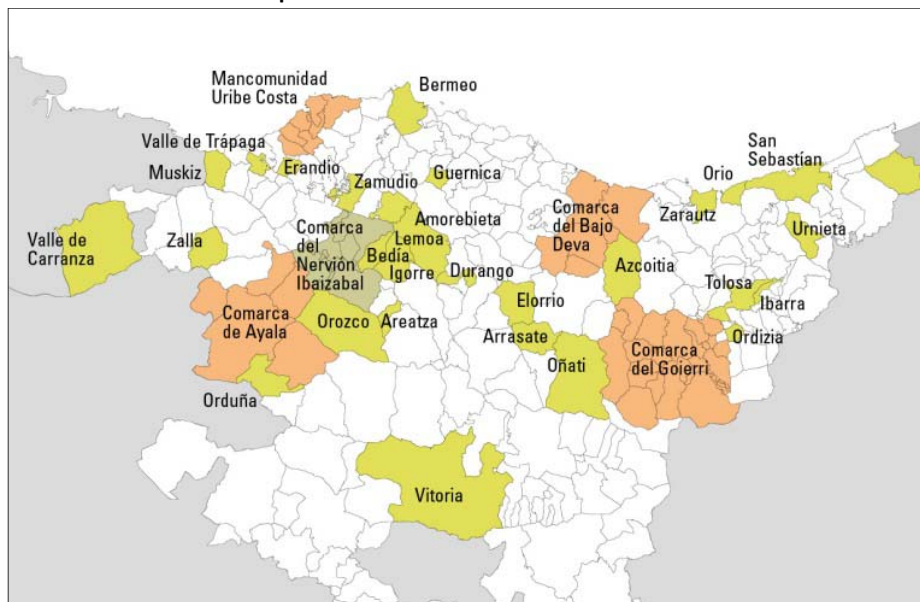 Mancomunidad
Uribe Costa
Bermeo
Valle de Trápaga
Muskiz
Erandio
Zamudio
Guernica
San
Sebastían
Orio
Zarautz
Comarca
del Bajo
Deva
Urnieta
Valle de
Carranza
Zalla
Comarca
del
Nervión
Ibaizabal
Amorebieta
Lemoa
Bedía
Igorre
Durango
Azcoitia
Tolosa
Ibarra
Elorrio
Comarca
de Ayala
Orozco
Areatza
Arrasate
Ordizia
Oñati
Comarca
del Goierri
Orduña
Vitoria